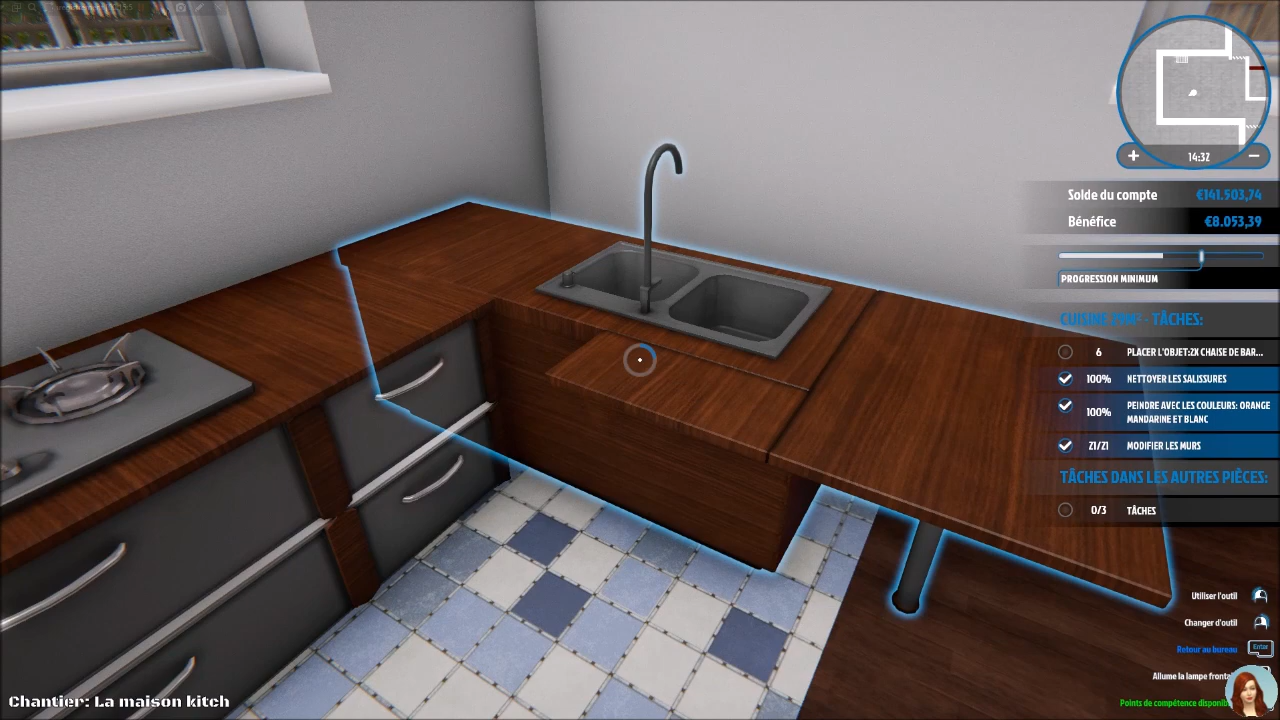 14:32
Solde du compte €141.503,74
Bénéfice €8.053,39
PROGRESSION MINIMUM
CUISINE 21M² - TÂCHES:
6 PLACER L'OBJET:2X CHAISE DE BAR...
100% NETTOYER LES SALISSURES
100% PEINDRE AVEC LES COULEURS: ORANGE
MANDARINE ET BLANC
21/21 MODIFIER LES MURS
TÂCHES DANS LES AUTRES PIÈCES:
0/3 TÂCHES
Utiliser l'outil
Changer d'outil
Retour au bureau Enter
Allume la lampe fronta
Points de compétence disponib
Chantier: La maison kitch